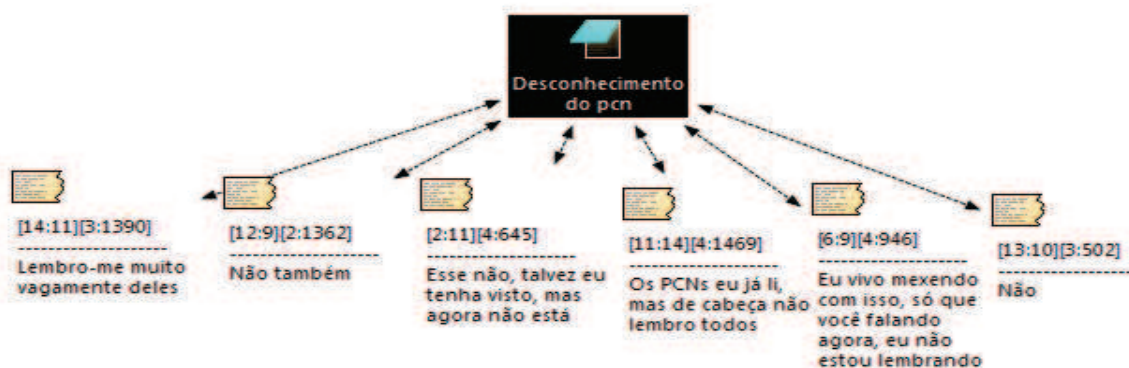 Desconhecimento
do pcn
[14:11][3:1390]
Lembro-me muito
vagamente deles
[12:9][2:1362]
Não também
[2:11][4:645]
Esse não, talvez eu
tenha visto, mas
agora não está
[11:14][4:1469]
Os PCNs eu já li,
mas de cabeça não
lembro todos
[6:9][4:946]
Eu vivo mexendo
com isso, só que
você falando
agora, eu não
estou lembrando
[13:10][3:502]
Não